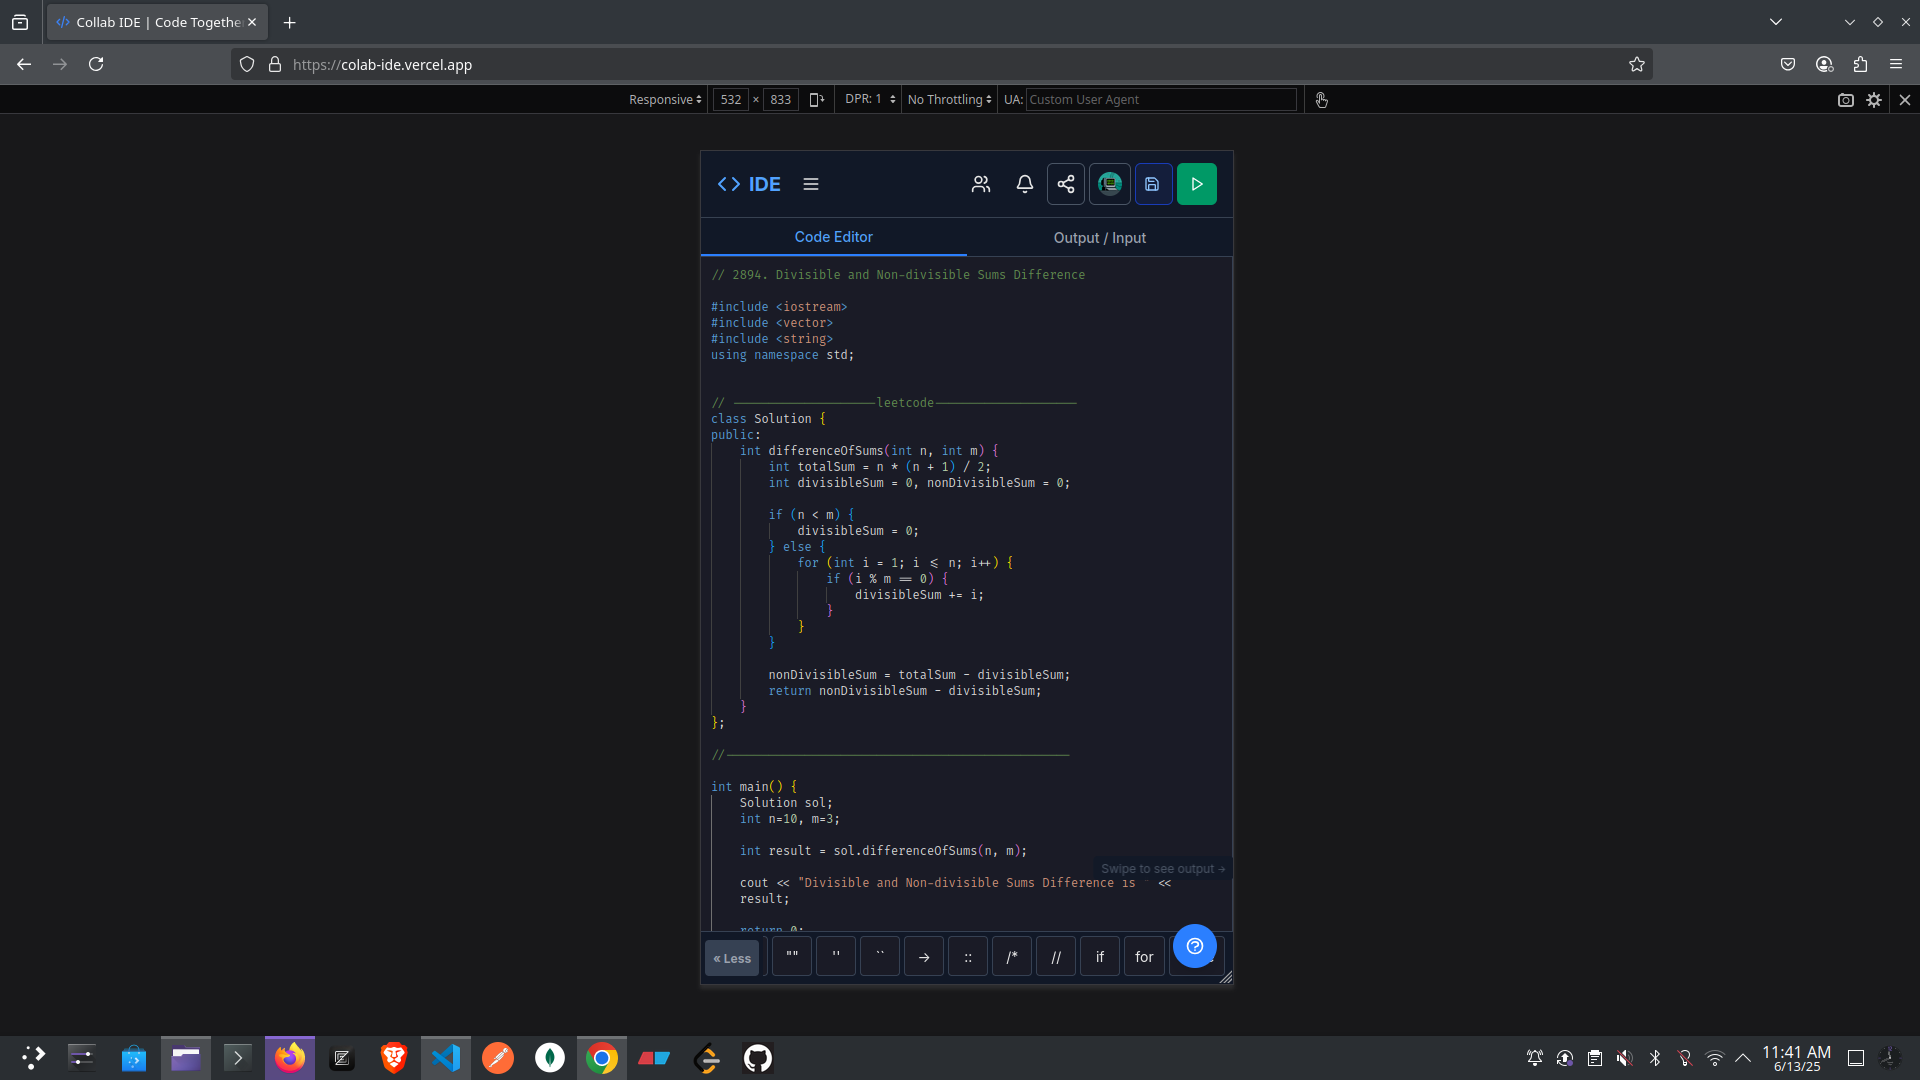 Collab IDE | Code Togethe
https://colab-ide.vercel.app
Responsive 532 × 833 DPR: 1 No Throttling UA: Custom User Agent
IDE
Code Editor Output / Input
// 2894. Divisible and Non-divisible Sums Difference
#include <iostream>
#include <vector>
#include <string>
using namespace std;
// --------------------leetcode--------------------
class Solution {
public:
int differenceOfSums(int n, int m) {
int totalSum = n * (n + 1) / 2;
int divisibleSum = 0, nonDivisibleSum = 0;
if (n < m) {
divisibleSum = 0;
} else {
for (int i = 1; i <= n; i++) {
if (i % m == 0) {
divisibleSum += i;
}
}
}
nonDivisibleSum = totalSum - divisibleSum;
return nonDivisibleSum - divisibleSum;
}
};
//------------------------------------------------
int main() {
Solution sol;
int n=10, m=3;
int result = sol.differenceOfSums(n, m);
Swipe to see output →
cout << "Divisible and Non-divisible Sums Difference is " <<
result;
return 0;
« Less "" '' `` -> :: /* // if for
11:41 AM
6/13/25